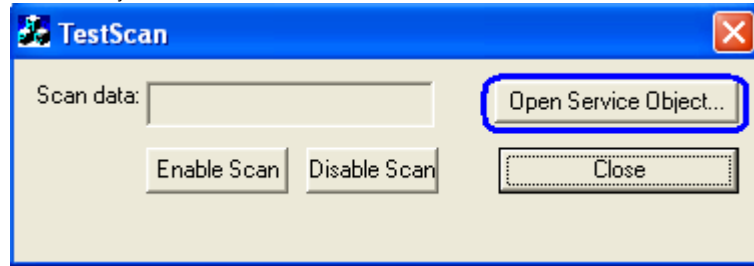 TestScan
Scan data:
Open Service Object...
Enable Scan
Disable Scan
Close